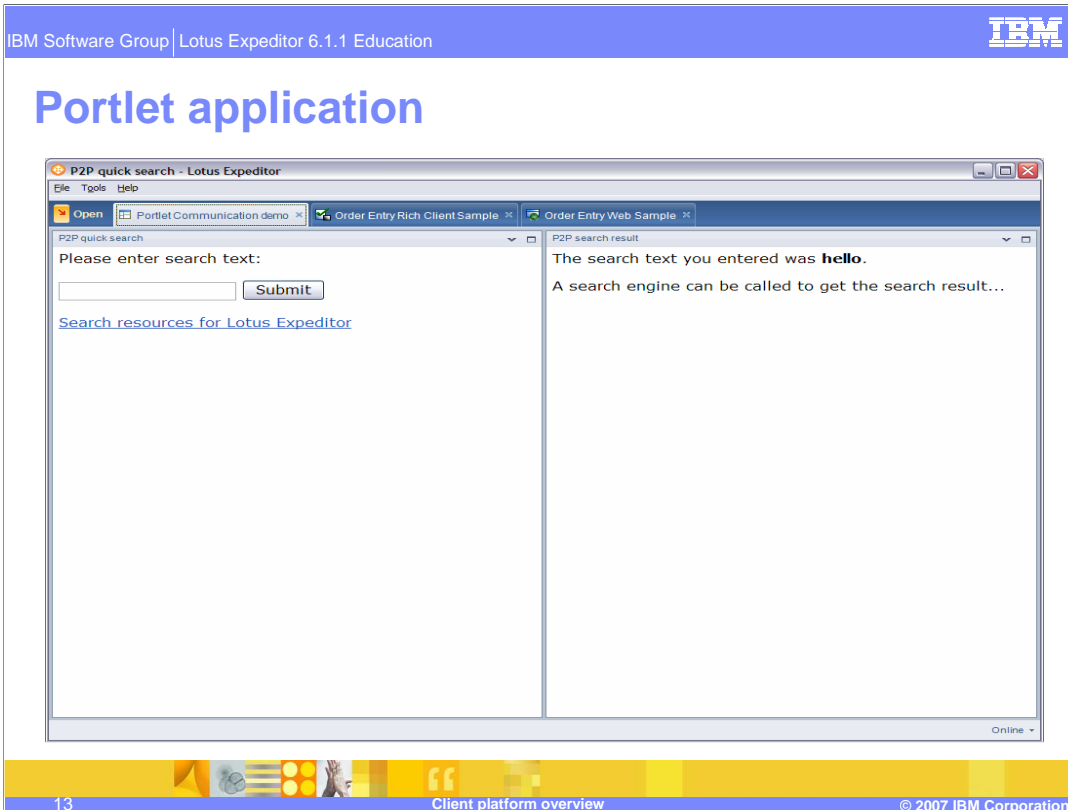 IBM Software Group | Lotus Expeditor 6.1.1 Education
IBM
Portlet application
P2P quick search - Lotus Expeditor
File Tools Help
Open Portlet Communication demo Order Entry Rich Client Sample Order Entry Web Sample
P2P quick search
Please enter search text:
Submit
Search resources for Lotus Expeditor
P2P search result
The search text you entered was hello.
A search engine can be called to get the search result...
Online
13
Client platform overview
© 2007 IBM Corporation